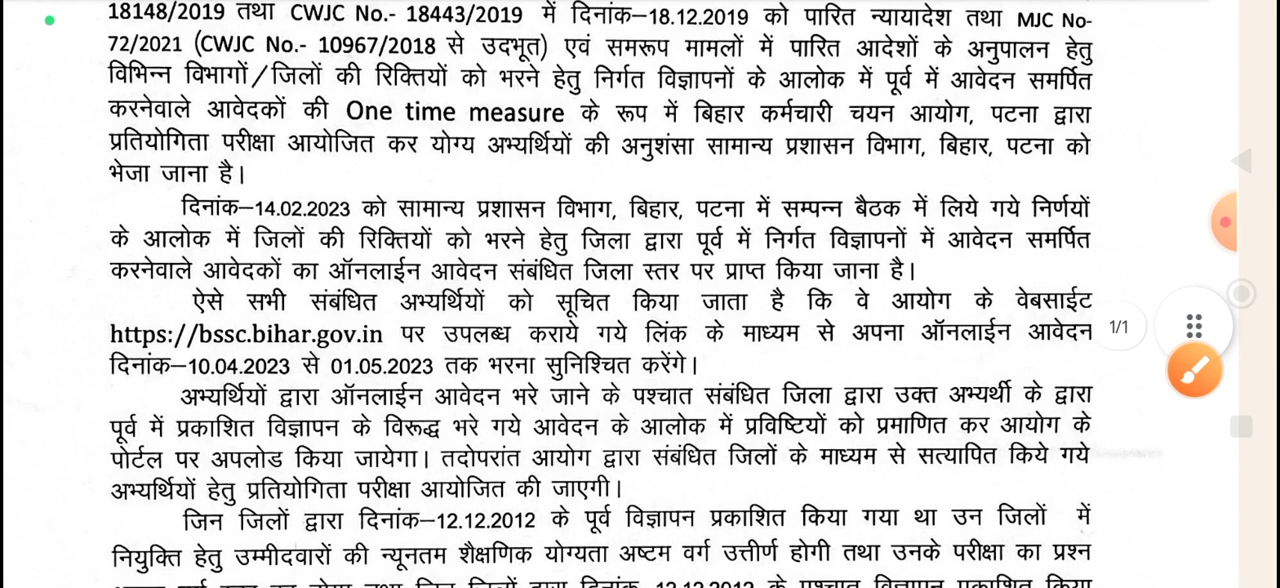 18148/2019 तथा CWJC No.- 18443/2019 में दिनांक–18.12.2019 को पारित न्यायादेश तथा MJC No-
72/2021 (CWJC No.- 10967/2018 से उदभूत) एवं समरूप मामलों में पारित आदेशों के अनुपालन हेतु
विभिन्न विभागों/जिलों की रिक्तियों को भरने हेतु निर्गत विज्ञापनों के आलोक में पूर्व में आवेदन समर्पित
करनेवाले आवेदकों की One time measure के रूप में बिहार कर्मचारी चयन आयोग, पटना द्वारा
प्रतियोगिता परीक्षा आयोजित कर योग्य अभ्यर्थियों की अनुशंसा सामान्य प्रशासन विभाग, बिहार, पटना को
भेजा जाना है।
दिनांक–14.02.2023 को सामान्य प्रशासन विभाग, बिहार, पटना में सम्पन्न बैठक में लिये गये निर्णयों
के आलोक में जिलों की रिक्तियों को भरने हेतु जिला द्वारा पूर्व में निर्गत विज्ञापनों में आवेदन समर्पित
करनेवाले आवेदकों का ऑनलाईन आवेदन संबंधित जिला स्तर पर प्राप्त किया जाना है।
ऐसे सभी संबंधित अभ्यर्थियों को सूचित किया जाता है कि वे आयोग के वेबसाईट
https://bssc.bihar.gov.in पर उपलब्ध कराये गये लिंक के माध्यम से अपना ऑनलाईन आवेदन
दिनांक–10.04.2023 से 01.05.2023 तक भरना सुनिश्चित करेंगे।
1/1
अभ्यर्थियों द्वारा ऑनलाईन आवेदन भरे जाने के पश्चात संबंधित जिला द्वारा उक्त अभ्यर्थी के द्वारा
पूर्व में प्रकाशित विज्ञापन के विरूद्ध भरे गये आवेदन के आलोक में प्रविष्टियों को प्रमाणित कर आयोग के
पोर्टल पर अपलोड किया जायेगा। तदोपरांत आयोग द्वारा संबंधित जिलों के माध्यम से सत्यापित किये गये
अभ्यर्थियों हेतु प्रतियोगिता परीक्षा आयोजित की जाएगी।
जिन जिलों द्वारा दिनांक–12.12.2012 के पूर्व विज्ञापन प्रकाशित किया गया था उन जिलों में
नियुक्ति हेतु उम्मीदवारों की न्यूनतम शैक्षणिक योग्यता अष्टम वर्ग उत्तीर्ण होगी तथा उनके परीक्षा का प्रश्न
जिलों द्वारा दिनांक–12.12.2012 के पश्चात विज्ञापन प्रकाशित किया